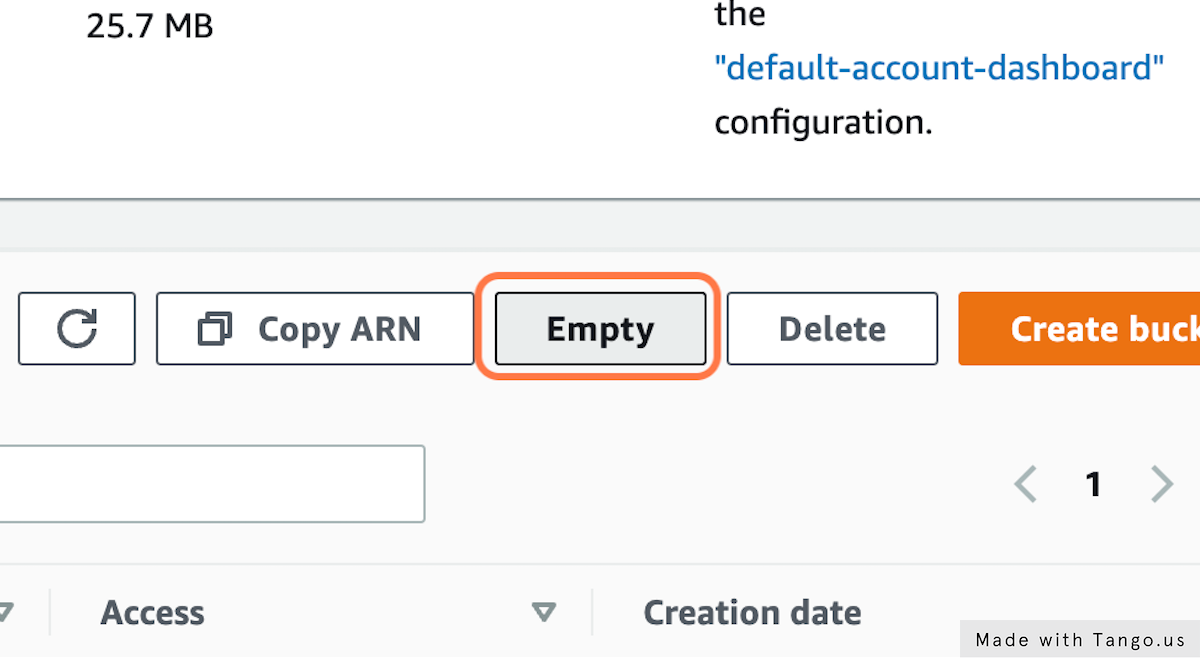 25.7 MB
the
"default-account-dashboard"
configuration.
Copy ARN
Empty
Delete
Create buck
1
Access
Creation date
Made with Tango.us